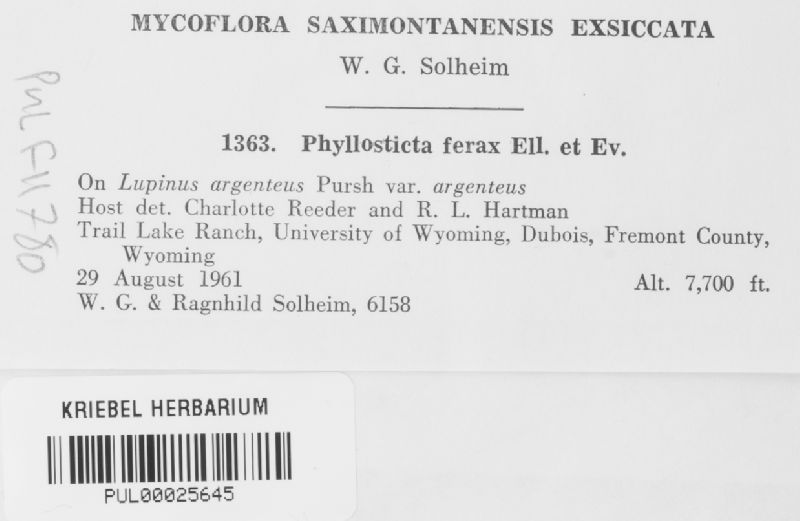 MYCOFLORA SAXIMONTANENSIS EXSICCATA
W. G. Solheim
1363. Phyllosticta ferax Ell. et Ev.
On Lupinus argenteus Pursh var. argenteus
Host det. Charlotte Reeder and R. L. Hartman
Trail Lake Ranch, University of Wyoming, Dubois, Fremont County,
Wyoming
29 August 1961 Alt. 7,700 ft.
W. G. & Ragnhild Solheim, 6158
PUL F11780
KRIEBEL HERBARIUM
PUL00025645